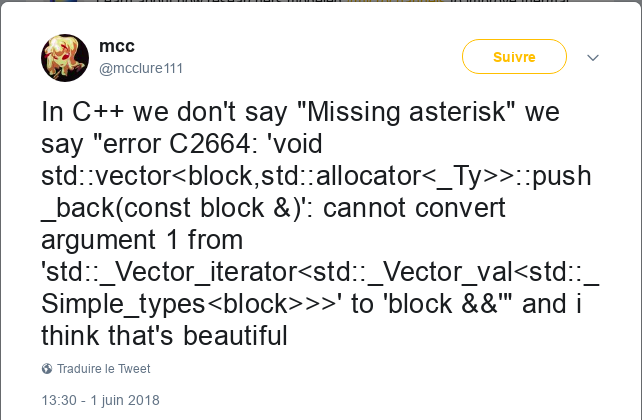 mcc
@mcclure111
Suivre
In C++ we don't say "Missing asterisk" we
say "error C2664: 'void
std::vector<block,std::allocator<_Ty>>::push
_back(const block &)': cannot convert
argument 1 from
'std::_Vector_iterator<std::_Vector_val<std::_
Simple_types<block>>>' to 'block &&'" and i
think that's beautiful
Traduire le Tweet
13:30 - 1 juin 2018